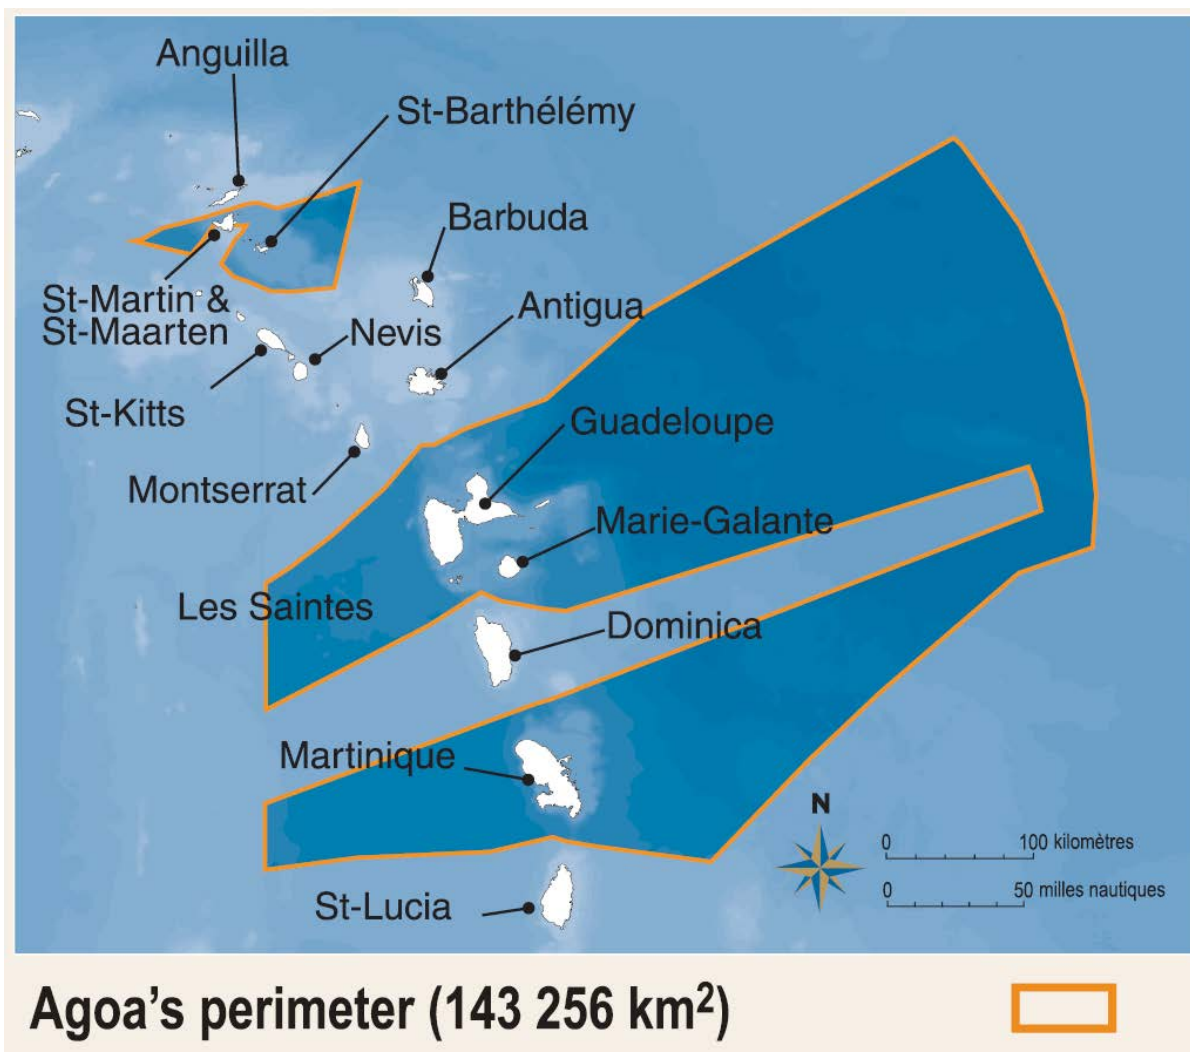 Anguilla
St-Barthélémy
Barbuda
St-Martin &
St-Maarten
Nevis
Antigua
St-Kitts
Guadeloupe
Montserrat
Marie-Galante
Les Saintes
Dominica
Martinique
N
0 100 kilomètres
0 50 milles nautiques
St-Lucia
Agoa's perimeter (143 256 km²)